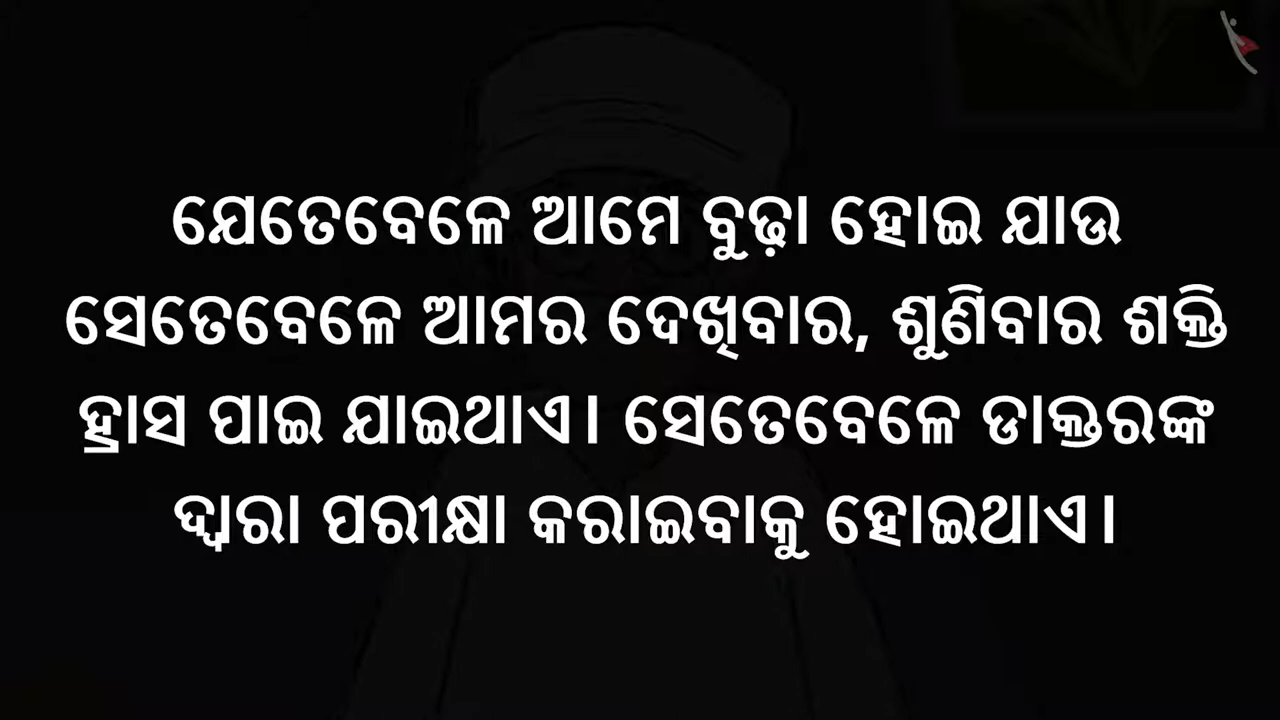 ଯେତେବେଳେ ଆମେ ବୁଢ଼ା ହୋଇ ଯାଉ
ସେତେବେଳେ ଆମର ଦେଖିବାର, ଶୁଣିବାର ଶକ୍ତି
ହ୍ରାସ ପାଇ ଯାଇଥାଏ। ସେତେବେଳେ ଡାକ୍ତରଙ୍କ
ଦ୍ୱାରା ପରୀକ୍ଷା କରାଇବାକୁ ହୋଇଥାଏ।